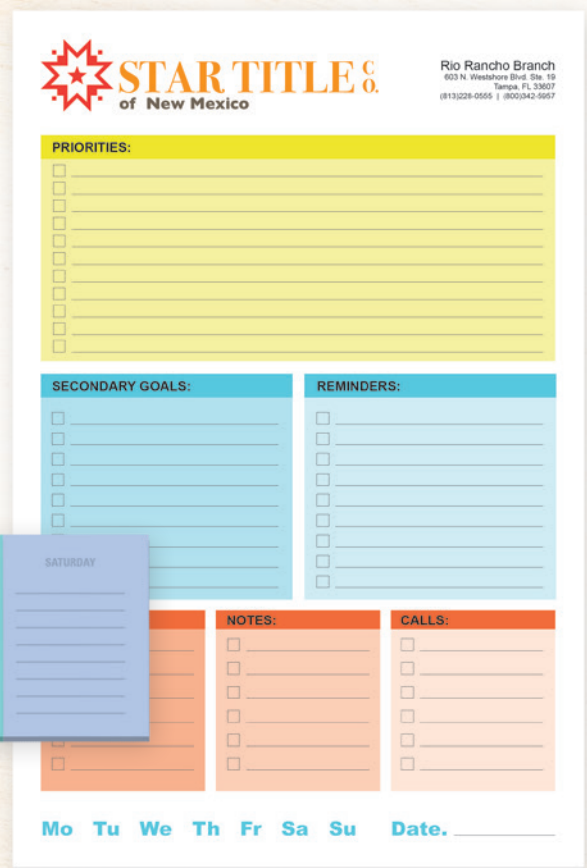 STAR TITLE CO.
of New Mexico
Rio Rancho Branch
603 N. Westshore Blvd. Ste. 19
Tampa, FL 33607
(813)228-0555 | (800)342-5957
PRIORITIES:
SECONDARY GOALS:
REMINDERS:
SATURDAY
NOTES:
CALLS:
Mo Tu We Th Fr Sa Su Date.